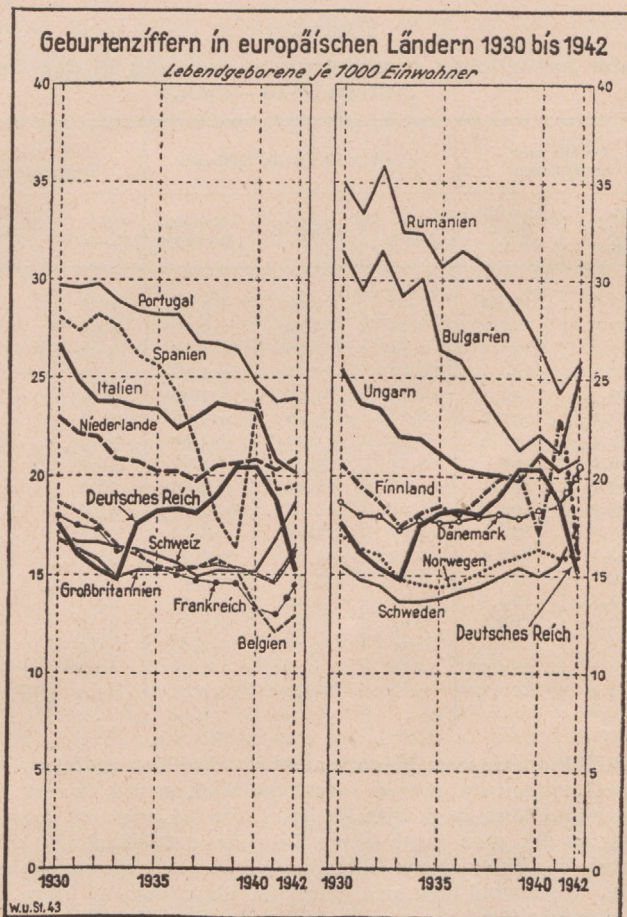 Geburtenziffern in europäischen Ländern 1930 bis 1942
Lebendgeborene je 1000 Einwohner
40
35
30
25
20
15
10
5
0
Portugal
Spanien
Italien
Niederlande
Deutsches Reich
Schweiz
Großbritannien
Frankreich
Belgien
1930 1935 1940 1942
40
35
30
25
20
15
10
5
0
Rumänien
Bulgarien
Ungarn
Finnland
Dänemark
Norwegen
Schweden
Deutsches Reich
1930 1935 1940 1942
W.u.St.43